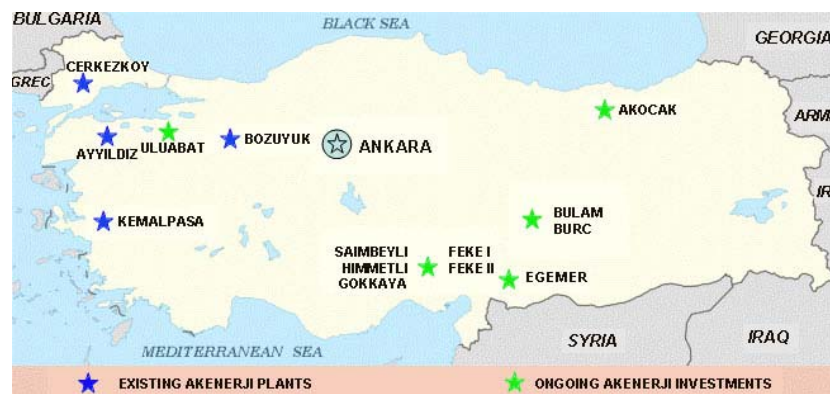 BULGARIA
BLACK SEA
GEORGIA
CERKEZKOY
GREC
AKOCAK
ARM
AYYILDIZ
ULUABAT
BOZUYUK
ANKARA
IR
KEMALPASA
BULAM
BURC
SAIMBEYLI
HIMMETLI
GOKKAYA
FEKE I
FEKE II
EGEMER
SYRIA
IRAQ
MEDITERRANEAN SEA
EXISTING AKENERJI PLANTS
ONGOING AKENERJI INVESTMENTS